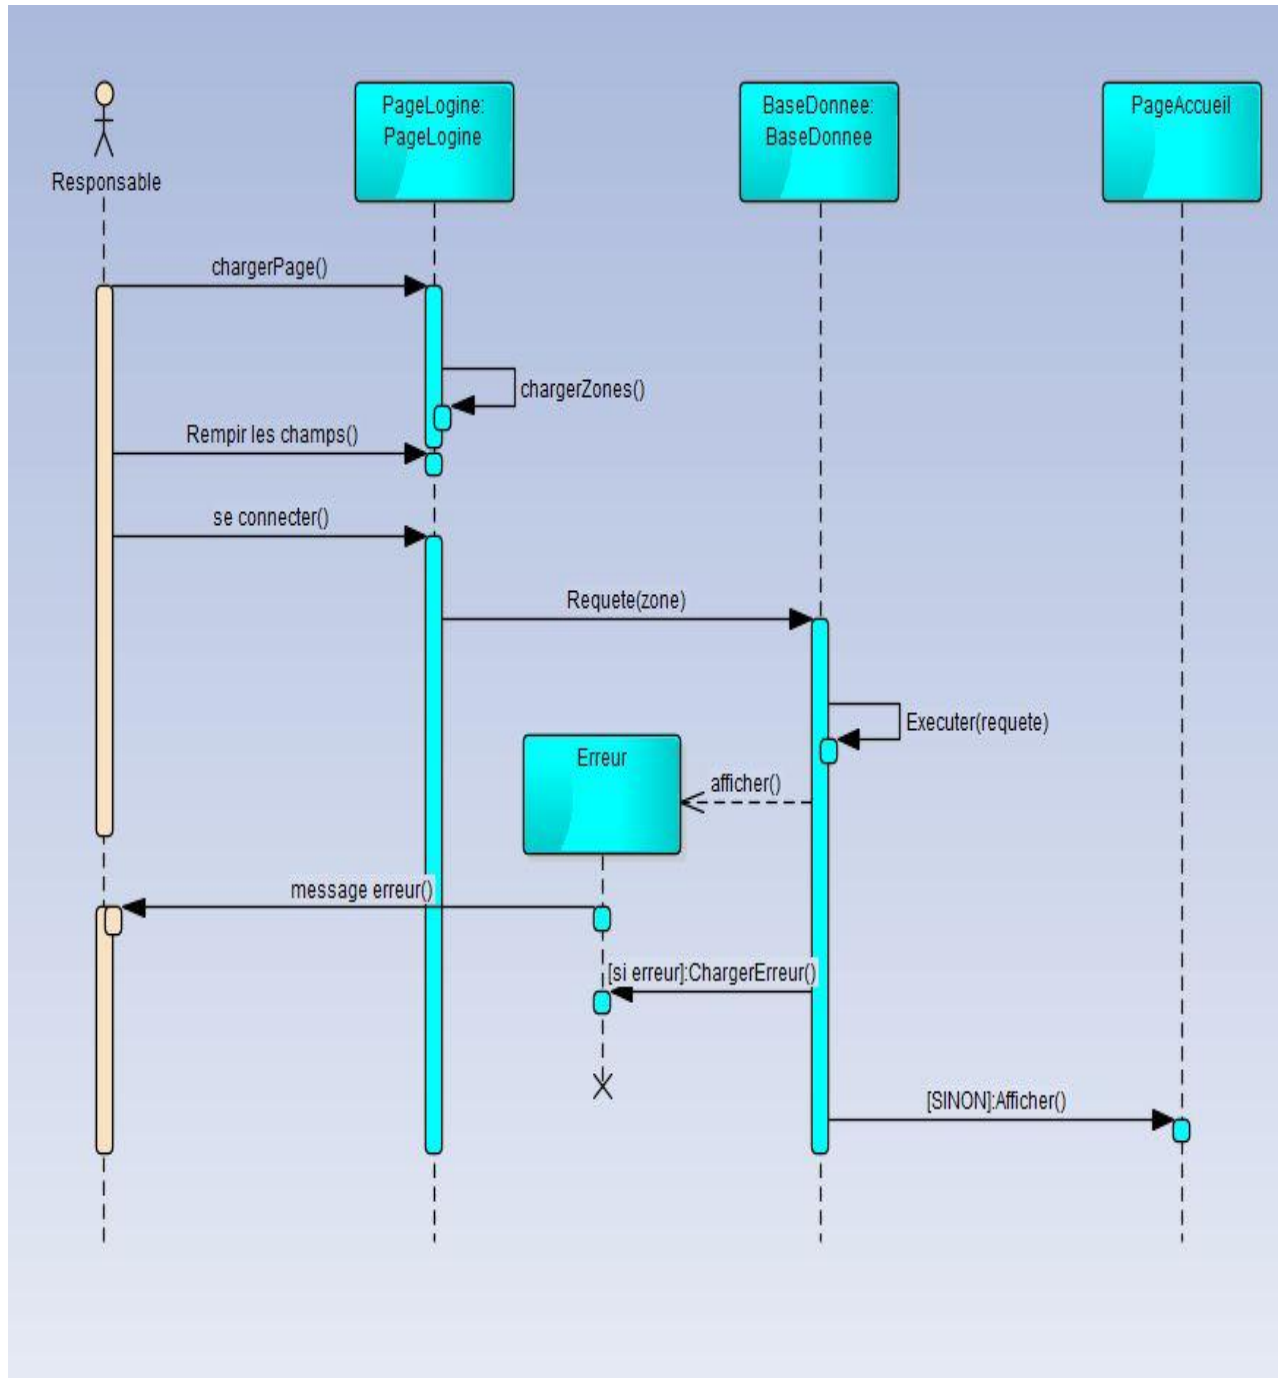 PageLogine:
PageLogine
BaseDonnee:
BaseDonnee
PageAccueil
Responsable
chargerPage()
chargerZones()
Rempir les champs()
se connecter()
Requete(zone)
Executer(requete)
Erreur
afficher()
message erreur()
[si erreur]:ChargerErreur()
[SINON]:Afficher()